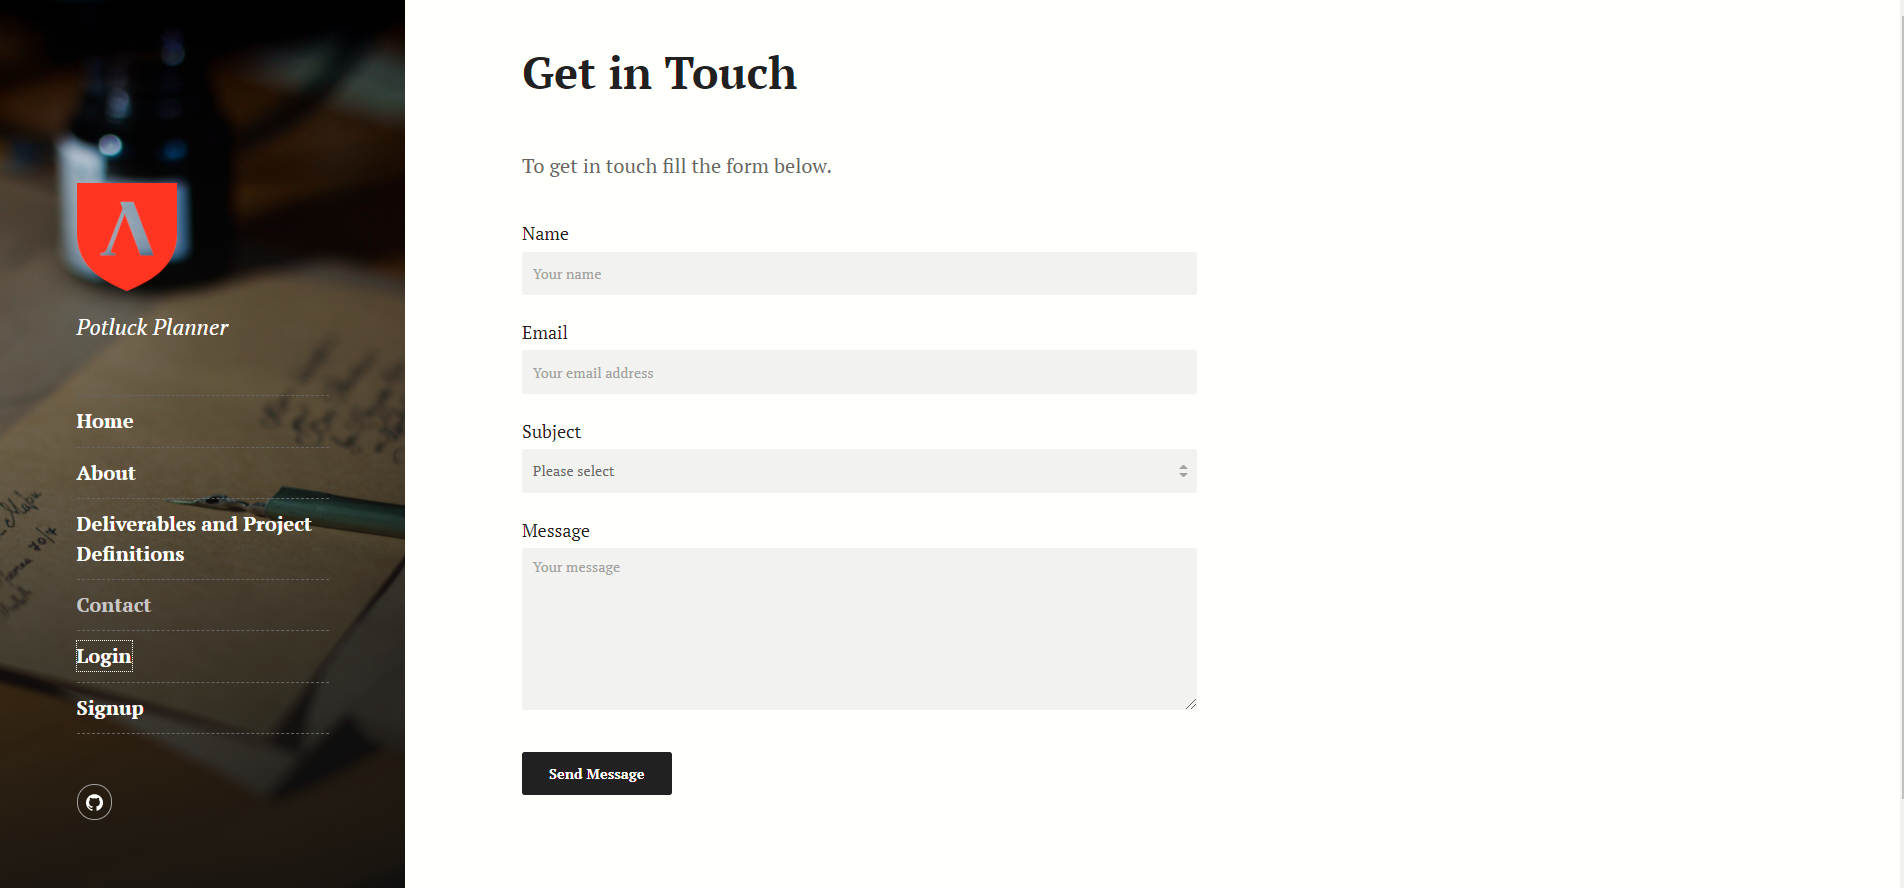 Potluck Planner
Home
About
Deliverables and Project
Definitions
Contact
Login
Signup
Get in Touch
To get in touch fill the form below.
Name
Your name
Email
Your email address
Subject
Please select
Message
Your message
Send Message